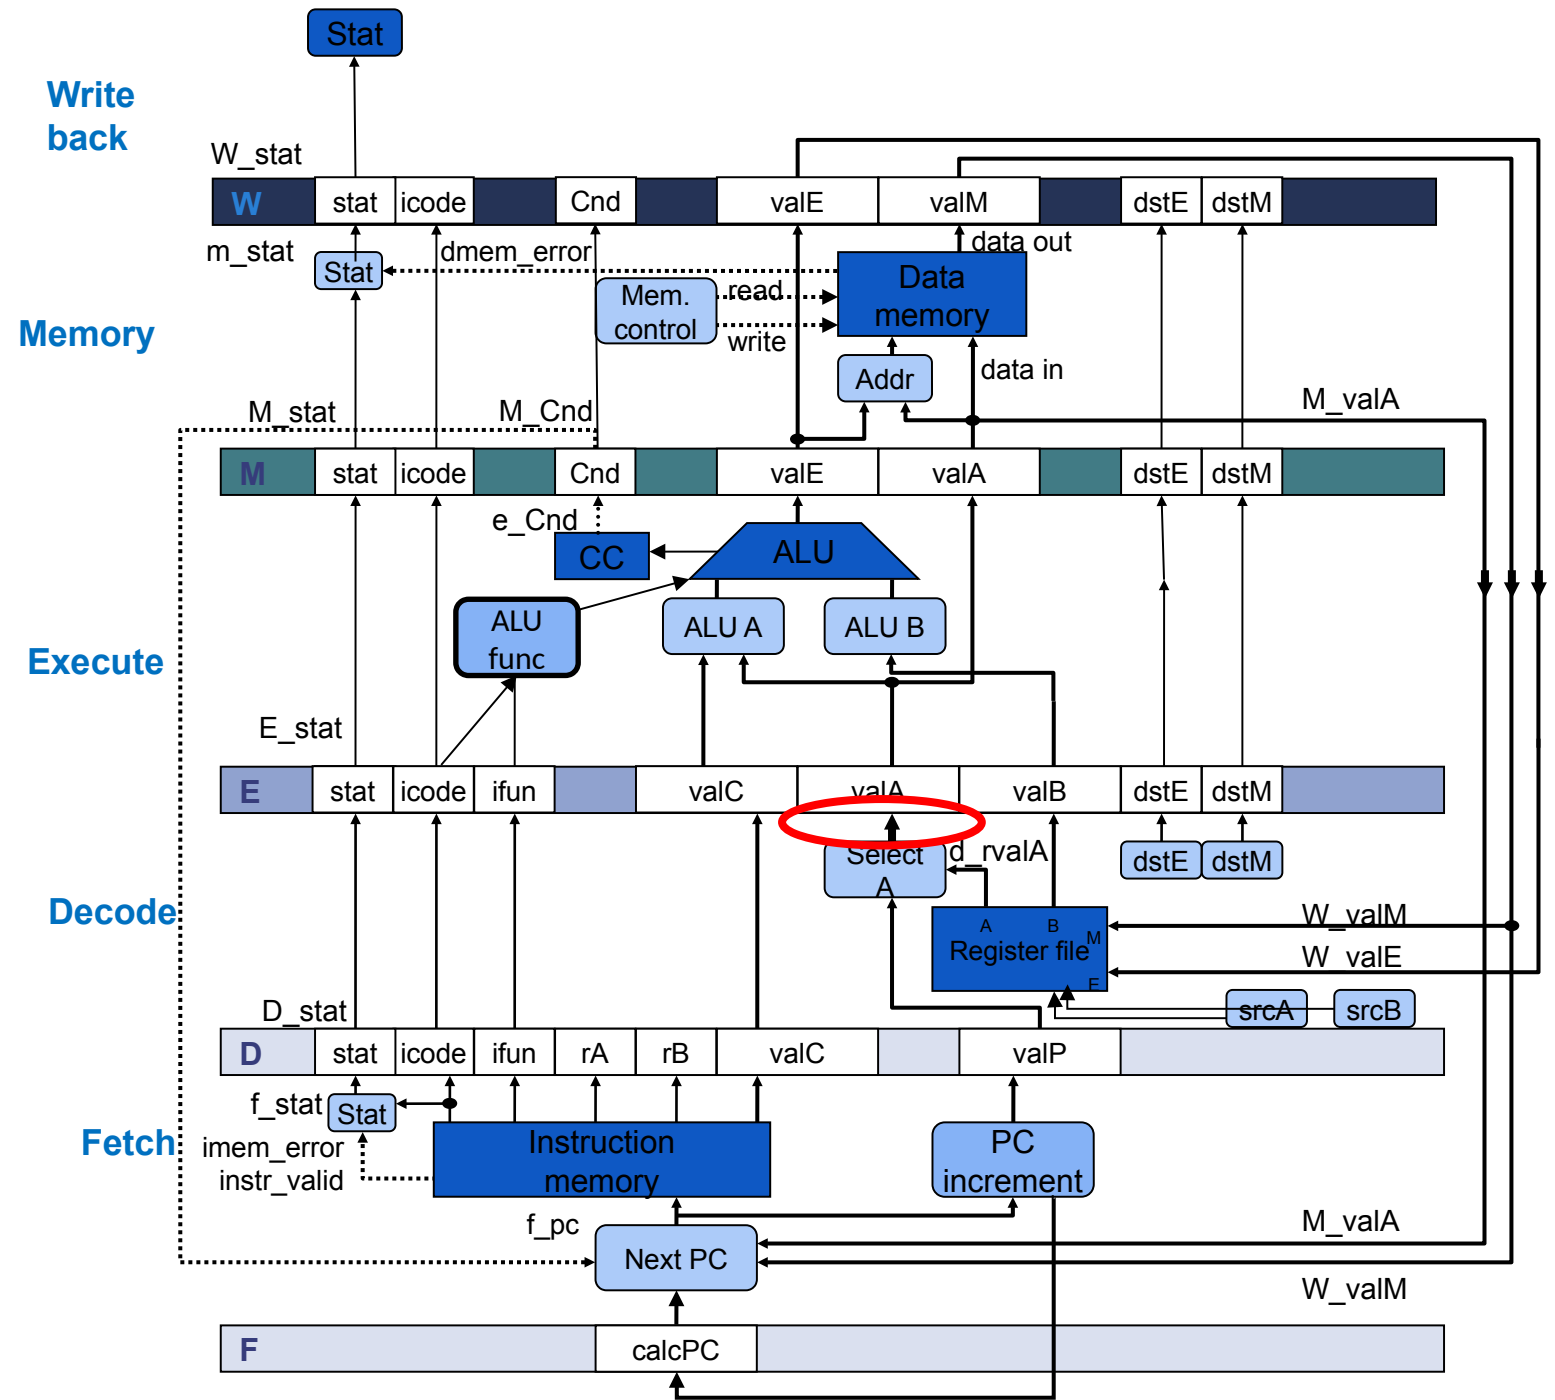 Stat
Write
back
W_stat
W stat icode Cnd valE valM dstE dstM
m_stat
Stat
dmem_error
data out
Data
memory
Mem.
control
read
write
Memory
Addr
data in
M_stat
M_Cnd
M_valA
M stat icode Cnd valE valA dstE dstM
e_Cnd
CC
ALU
ALU
func
ALU A
ALU B
Execute
E_stat
E stat icode ifun valC valA valB dstE dstM
Select
A
d_rvalA
dstE dstM
Decode
A B
Register file
M
E
W_valM
W_valE
srcA
srcB
D_stat
D stat icode ifun rA rB valC valP
f_stat
Stat
Fetch
imem_error
instr_valid
Instruction
memory
PC
increment
f_pc
Next PC
M_valA
W_valM
F calcPC